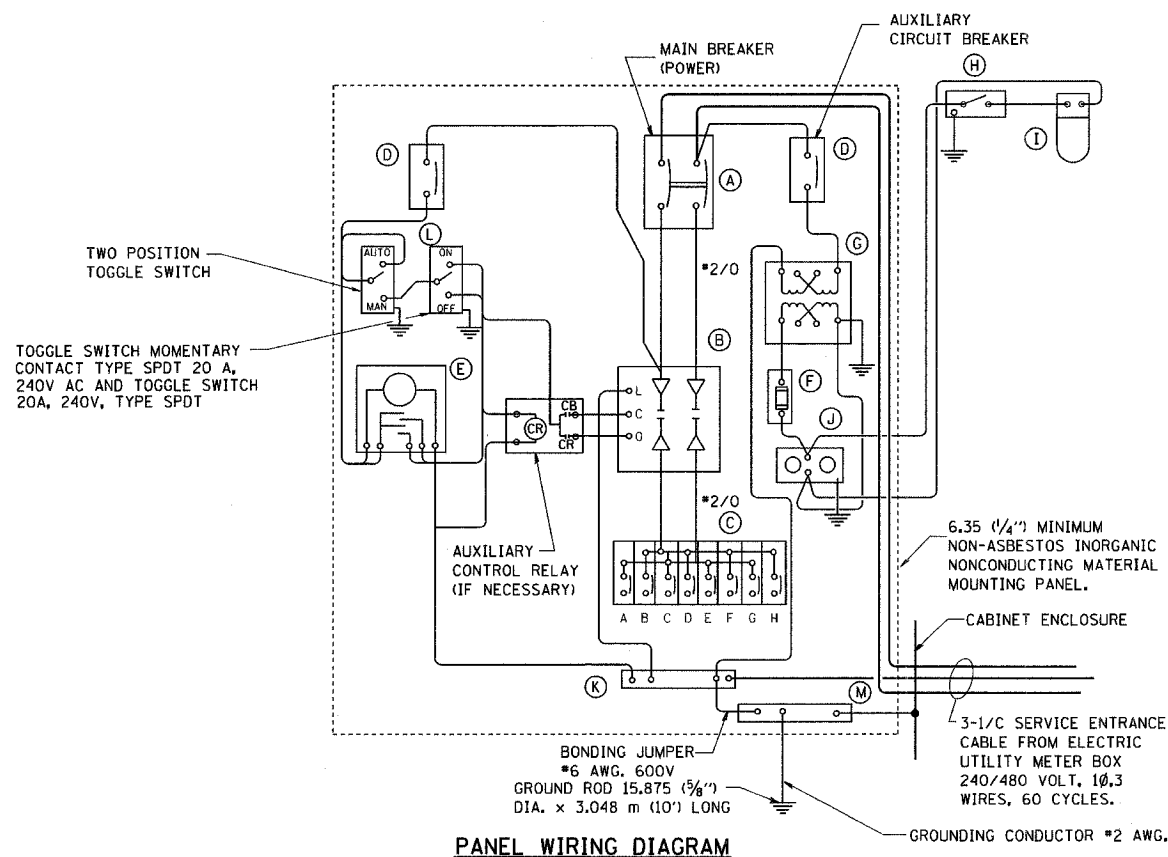 AUXILIARY
CIRCUIT BREAKER
MAIN BREAKER
(POWER)
H
I
D
A
D
G
L
TWO POSITION
TOGGLE SWITCH
AUTO
MAN
ON
OFF
#2/0
B
TOGGLE SWITCH MOMENTARY
CONTACT TYPE SPDT 20 A,
240V AC AND TOGGLE SWITCH
20A, 240V, TYPE SPDT
E
F
L
C
O
CB
CR
CR
J
#2/0
C
AUXILIARY
CONTROL RELAY
(IF NECESSARY)
6.35 (1/4") MINIMUM
NON-ASBESTOS INORGANIC
NONCONDUCTING MATERIAL
MOUNTING PANEL.
A B C D E F G H
CABINET ENCLOSURE
K
M
3-1/C SERVICE ENTRANCE
CABLE FROM ELECTRIC
UTILITY METER BOX
240/480 VOLT, 1Ø,3
WIRES, 60 CYCLES.
BONDING JUMPER
#6 AWG. 600V
GROUND ROD 15.875 (5/8")
DIA. x 3.048 m (10') LONG
GROUNDING CONDUCTOR #2 AWG.
PANEL WIRING DIAGRAM